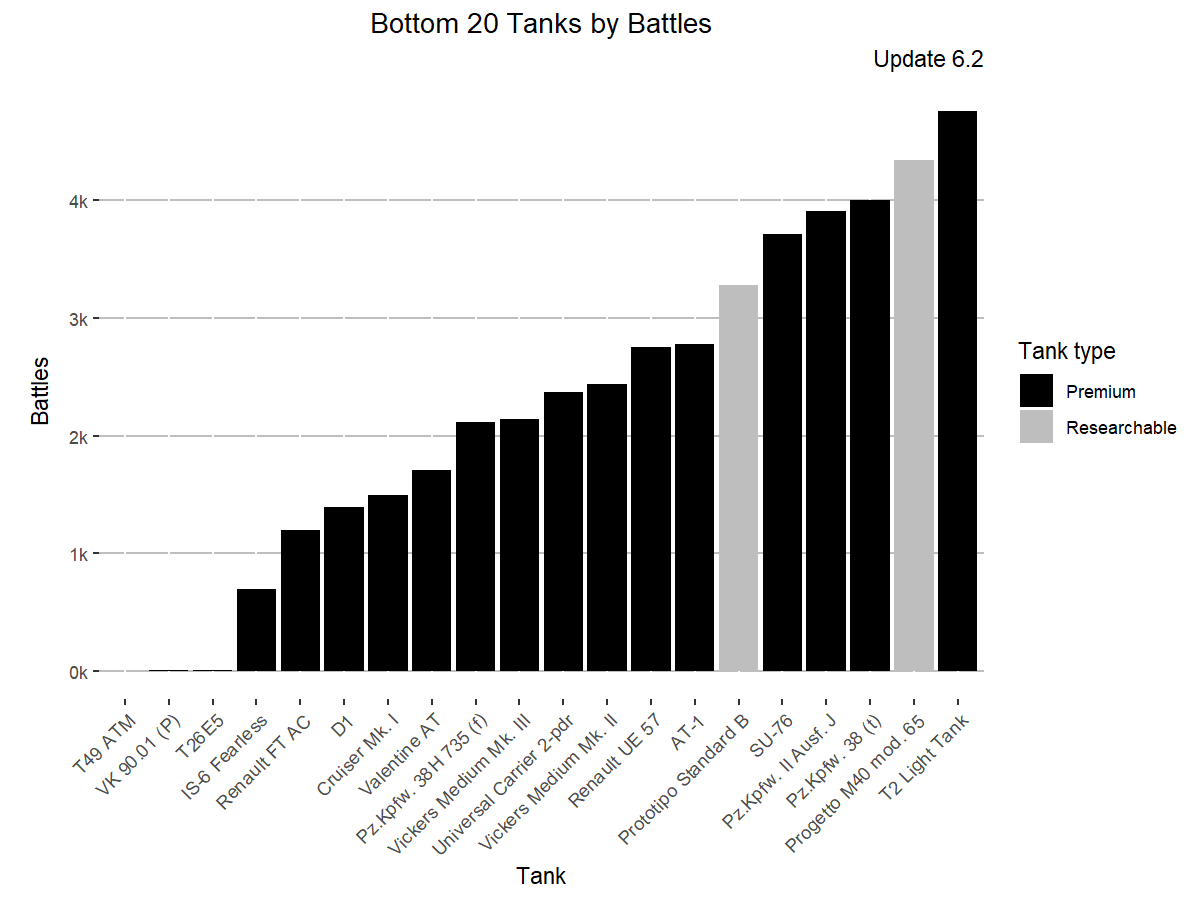 Bottom 20 Tanks by Battles
Update 6.2
Battles
4k
3k
2k
1k
0k
T49 ATM
VK 90.01 (P)
T26E5
IS-6 Fearless
Renault FT AC
D1
Cruiser Mk. I
Valentine AT
Pz.Kpfw. 38H 735 (f)
Vickers Medium Mk. III
Universal Carrier 2-pdr
Vickers Medium Mk. II
Renault UE 57
AT-1
Prototipo Standard B
SU-76
Pz.Kpfw. II Ausf. J
Pz.Kpfw. 38 (t)
Progetto M40 mod. 65
T2 Light Tank
Tank
Tank type
Premium
Researchable